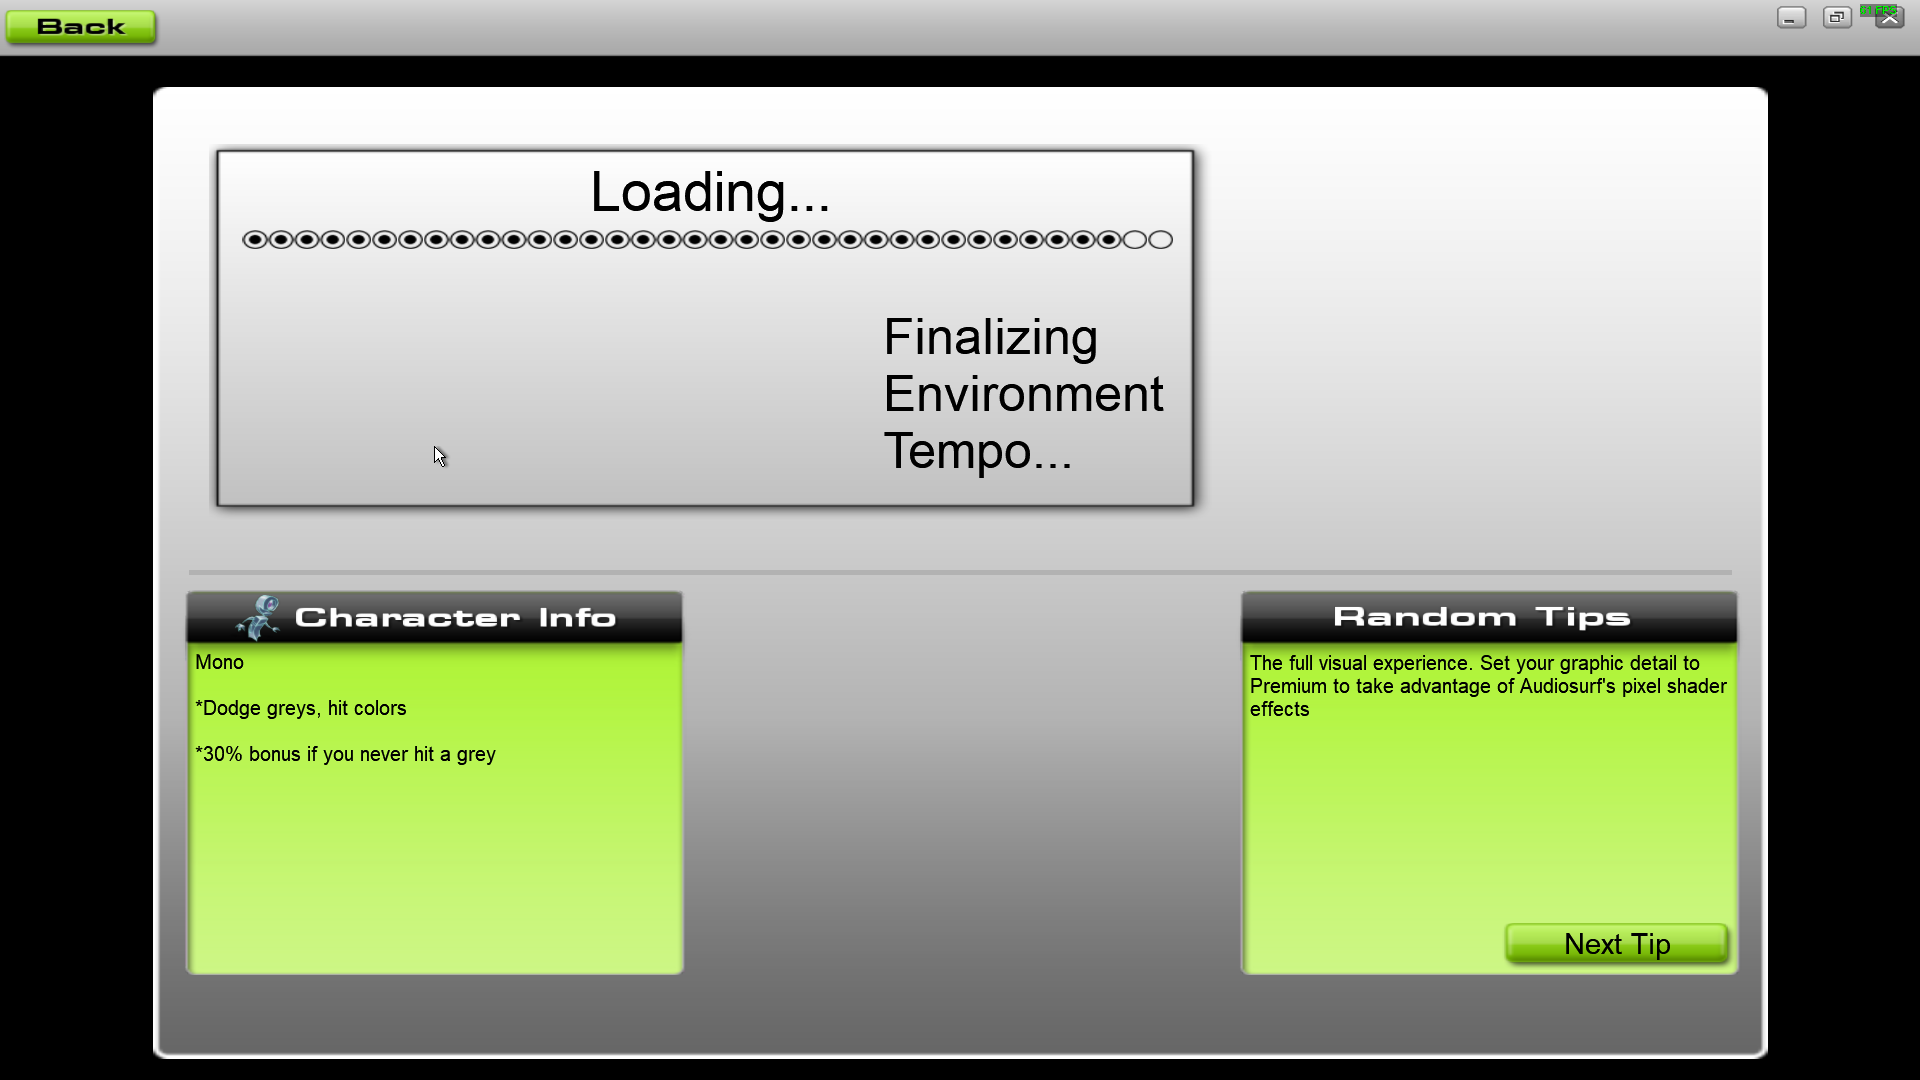 Back
Loading...
Finalizing
Environment
Tempo...
Character Info
Mono
*Dodge greys, hit colors
*30% bonus if you never hit a grey
Random Tips
The full visual experience. Set your graphic detail to
Premium to take advantage of Audiosurf's pixel shader
effects
Next Tip